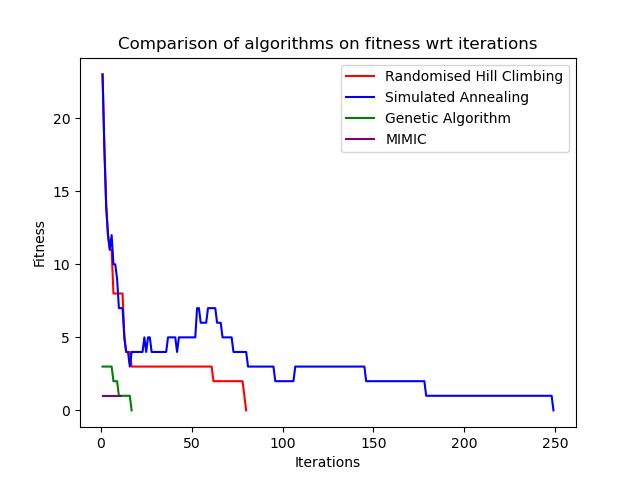 Comparison of algorithms on fitness wrt iterations
Randomised Hill Climbing
Simulated Annealing
Genetic Algorithm
MIMIC
Fitness
20
15
10
5
0
0 50 100 150 200 250
Iterations